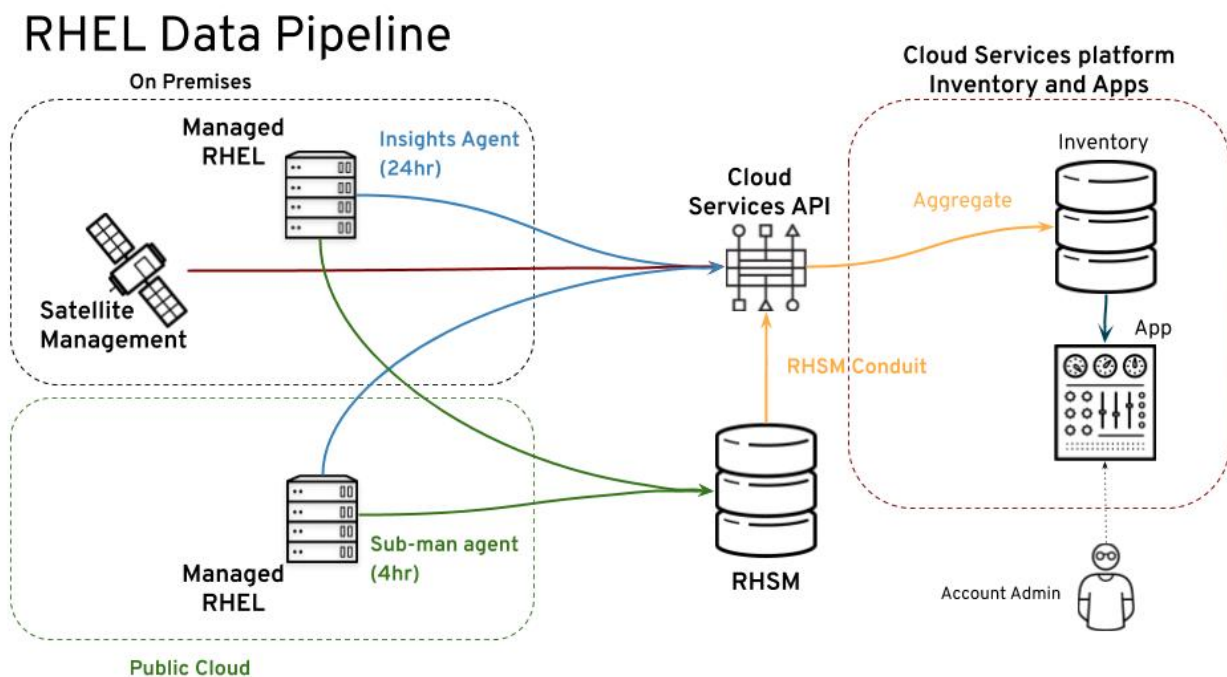 RHEL Data Pipeline
On Premises
Managed
RHEL
Insights Agent
(24hr)
Satellite
Management
Cloud
Services API
RHSM Conduit
RHSM
Managed
RHEL
Sub-man agent
(4hr)
Public Cloud
Cloud Services platform
Inventory and Apps
Inventory
Aggregate
App
Account Admin